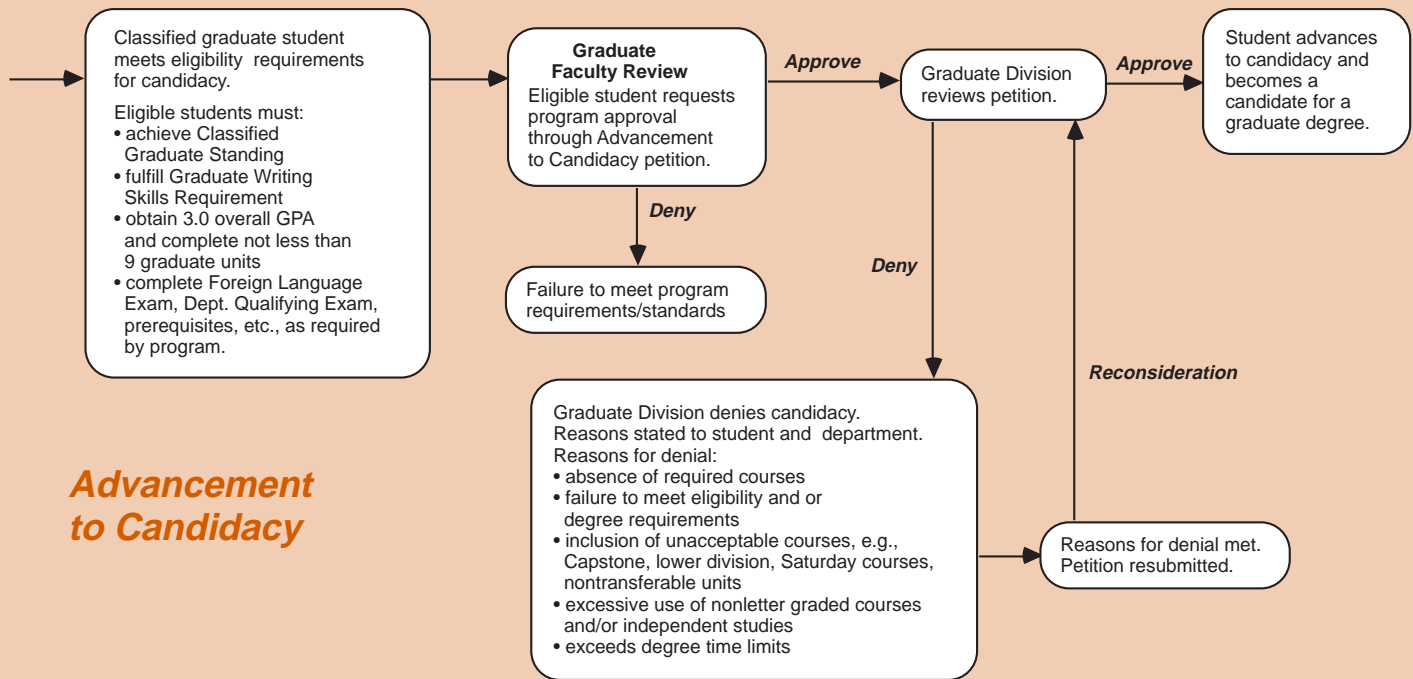 Classified graduate student
meets eligibility requirements
for candidacy.
Eligible students must:
• achieve Classified
Graduate Standing
• fulfill Graduate Writing
Skills Requirement
• obtain 3.0 overall GPA
and complete not less than
9 graduate units
• complete Foreign Language
Exam, Dept. Qualifying Exam,
prerequisites, etc., as required
by program.
Graduate
Faculty Review
Eligible student requests
program approval
through Advancement
to Candidacy petition.
Approve
Deny
Failure to meet program
requirements/standards
Graduate Division
reviews petition.
Approve
Student advances
to candidacy and
becomes a
candidate for a
graduate degree.
Deny
Reconsideration
Graduate Division denies candidacy.
Reasons stated to student and department.
Reasons for denial:
• absence of required courses
• failure to meet eligibility and or
degree requirements
• inclusion of unacceptable courses, e.g.,
Capstone, lower division, Saturday courses,
nontransferable units
• excessive use of nonletter graded courses
and/or independent studies
• exceeds degree time limits
Reasons for denial met.
Petition resubmitted.
Advancement
to Candidacy